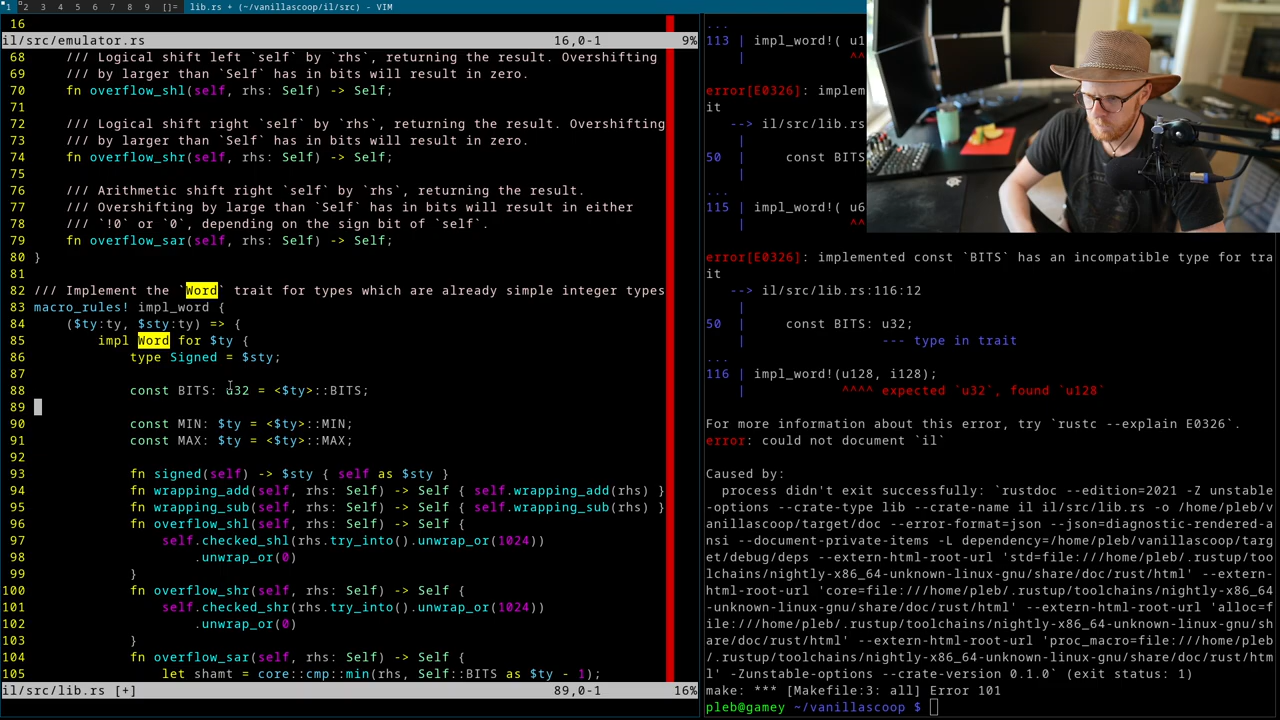 1 2 3 4 5 6 7 8 9 []= lib.rs + (~/vanillascoop/il/src) - VIM
16
il/src/emulator.rs 16,0-1 9%
68 /// Logical shift left `self` by `rhs`, returning the result. Overshifting
69 /// by larger than `Self` has in bits will result in zero.
70 fn overflow_shl(self, rhs: Self) -> Self;
71
72 /// Logical shift right `self` by `rhs`, returning the result. Overshifting
73 /// by larger than `Self` has in bits will result in zero.
74 fn overflow_shr(self, rhs: Self) -> Self;
75
76 /// Arithmetic shift right `self` by `rhs`, returning the result.
77 /// Overshifting by large than `Self` has in bits will result in either
78 /// `!0` or `0`, depending on the sign bit of `self`.
79 fn overflow_sar(self, rhs: Self) -> Self;
80 }
81
82 /// Implement the `Word` trait for types which are already simple integer types
83 macro_rules! impl_word {
84 ($ty:ty, $sty:ty) => {
85 impl Word for $ty {
86 type Signed = $sty;
87
88 const BITS: u32 = <$ty>::BITS;
89
90 const MIN: $ty = <$ty>::MIN;
91 const MAX: $ty = <$ty>::MAX;
92
93 fn signed(self) -> $sty { self as $sty }
94 fn wrapping_add(self, rhs: Self) -> Self { self.wrapping_add(rhs) }
95 fn wrapping_sub(self, rhs: Self) -> Self { self.wrapping_sub(rhs) }
96 fn overflow_shl(self, rhs: Self) -> Self {
97 self.checked_shl(rhs.try_into().unwrap_or(1024))
98 .unwrap_or(0)
99 }
100 fn overflow_shr(self, rhs: Self) -> Self {
101 self.checked_shr(rhs.try_into().unwrap_or(1024))
102 .unwrap_or(0)
103 }
104 fn overflow_sar(self, rhs: Self) -> Self {
105 let shamt = core::cmp::min(rhs, Self::BITS as $ty - 1);
il/src/lib.rs [+] 89,0-1 16%
...
113 | impl_word!( u1
| ^^
error[E0326]: implem
it
--> il/src/lib.rs
50 | const BITS
|
...
115 | impl_word!( u6
| ^^
error[E0326]: implemented const `BITS` has an incompatible type for tra
it
--> il/src/lib.rs:116:12
|
50 | const BITS: u32;
| --- type in trait
...
116 | impl_word!(u128, i128);
| ^^^^ expected `u32`, found `u128`
For more information about this error, try `rustc --explain E0326`.
error: could not document `il`
Caused by:
process didn't exit successfully: `rustdoc --edition=2021 -Z unstable
-options --crate-type lib --crate-name il il/src/lib.rs -o /home/pleb/v
anillascoop/target/doc --error-format=json --json=diagnostic-rendered-a
nsi --document-private-items -L dependency=/home/pleb/vanillascoop/targ
et/debug/deps --extern-html-root-url 'std=file:///home/pleb/.rustup/too
lchains/nightly-x86_64-unknown-linux-gnu/share/doc/rust/html' --extern-
html-root-url 'core=file:///home/pleb/.rustup/toolchains/nightly-x86_64
-unknown-linux-gnu/share/doc/rust/html' --extern-html-root-url 'alloc=f
ile:///home/pleb/.rustup/toolchains/nightly-x86_64-unknown-linux-gnu/sh
are/doc/rust/html' --extern-html-root-url 'proc_macro=file:///home/pleb
/.rustup/toolchains/nightly-x86_64-unknown-linux-gnu/share/doc/rust/htm
l' -Zunstable-options --crate-version 0.1.0` (exit status: 1)
make: *** [Makefile:3: all] Error 101
pleb@gamey ~/vanillascoop $